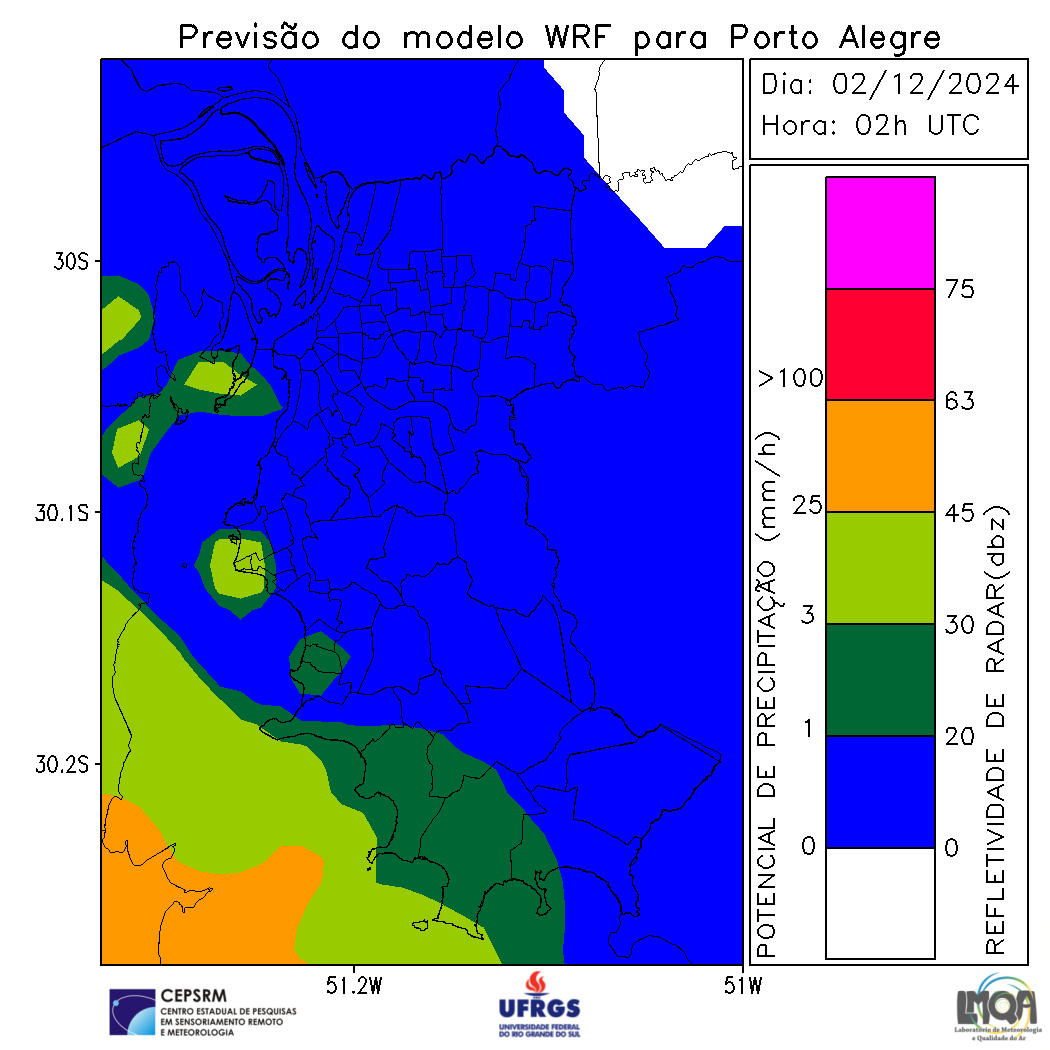 Previsão do modelo WRF para Porto Alegre
Dia: 02/12/2024
Hora: 02h UTC
30S
30.1S
30.2S
51.2W
51W
POTENCIAL DE PRECIPITAÇÃO (mm/h)
>100
25
3
1
0
75
63
45
30
20
0
REFLETIVIDADE DE RADAR(dbz)
CEPSRM
CENTRO ESTADUAL DE PESQUISAS
EM SENSORIAMENTO REMOTO
E METEOROLOGIA
UFRGS
UNIVERSIDADE FEDERAL
DO RIO GRANDE DO SUL
LMQA
Laboratório de Meteorologia
e Qualidade do Ar